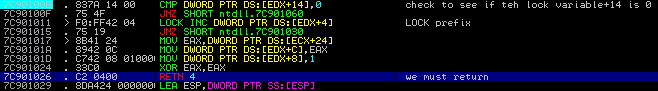 7C90100B . 837A 14 00 CMP DWORD PTR DS:[EDX+14],0 check to see if teh lock variable+14 is 0
7C90100F . 75 4F JNZ SHORT ntdll.7C901060
7C901011 . F0:FF42 04 LOCK INC DWORD PTR DS:[EDX+4] LOCK prefix
7C901015 . 75 19 JNZ SHORT ntdll.7C901030
7C901017 > 8B41 24 MOV EAX,DWORD PTR DS:[ECX+24]
7C90101A . 8942 0C MOV DWORD PTR DS:[EDX+C],EAX
7C90101D . C742 08 010000 MOV DWORD PTR DS:[EDX+8],1
7C901024 . 33C0 XOR EAX,EAX
7C901026 . C2 0400 RETN 4 we must return
7C901029 . 8DA424 000000 LEA ESP,DWORD PTR SS:[ESP]